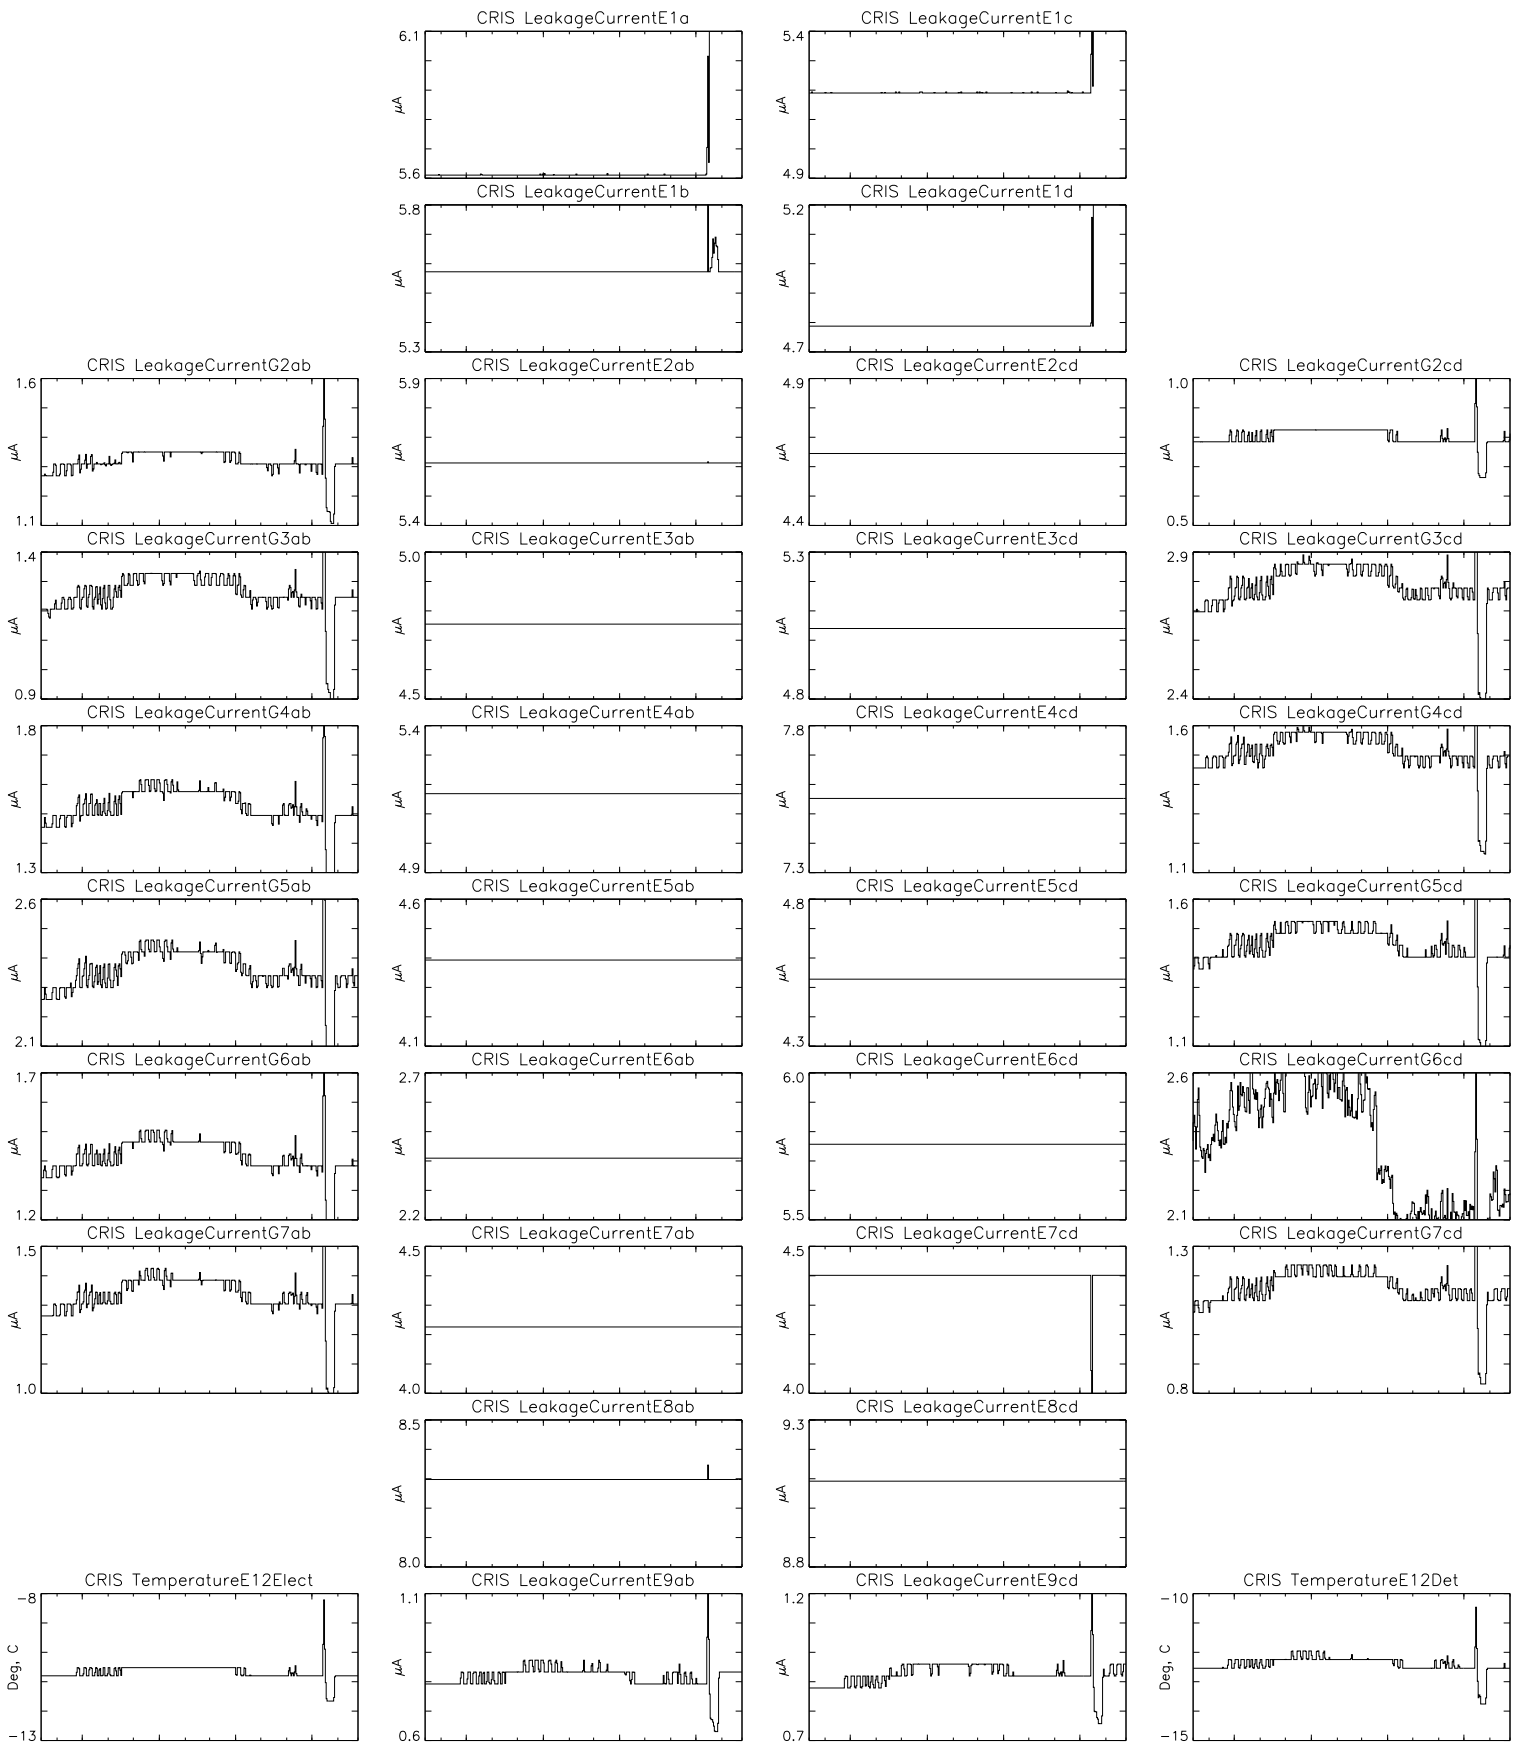 CRIS LeakageCurrentE1a
6.1
μA
5.6
CRIS LeakageCurrentE1c
5.4
μA
4.9
CRIS LeakageCurrentE1b
5.8
μA
5.3
CRIS LeakageCurrentE1d
5.2
μA
4.7
CRIS LeakageCurrentG2ab
1.6
μA
1.1
CRIS LeakageCurrentE2ab
5.9
μA
5.4
CRIS LeakageCurrentE2cd
4.9
μA
4.4
CRIS LeakageCurrentG2cd
1.0
μA
0.5
CRIS LeakageCurrentG3ab
1.4
μA
0.9
CRIS LeakageCurrentE3ab
5.0
μA
4.5
CRIS LeakageCurrentE3cd
5.3
μA
4.8
CRIS LeakageCurrentG3cd
2.9
μA
2.4
CRIS LeakageCurrentG4ab
1.8
μA
1.3
CRIS LeakageCurrentE4ab
5.4
μA
4.9
CRIS LeakageCurrentE4cd
7.8
μA
7.3
CRIS LeakageCurrentG4cd
1.6
μA
1.1
CRIS LeakageCurrentG5ab
2.6
μA
2.1
CRIS LeakageCurrentE5ab
4.6
μA
4.1
CRIS LeakageCurrentE5cd
4.8
μA
4.3
CRIS LeakageCurrentG5cd
1.6
μA
1.1
CRIS LeakageCurrentG6ab
1.7
μA
1.2
CRIS LeakageCurrentE6ab
2.7
μA
2.2
CRIS LeakageCurrentE6cd
6.0
μA
5.5
CRIS LeakageCurrentG6cd
2.6
μA
2.1
CRIS LeakageCurrentG7ab
1.5
μA
1.0
CRIS LeakageCurrentE7ab
4.5
μA
4.0
CRIS LeakageCurrentE7cd
4.5
μA
4.0
CRIS LeakageCurrentG7cd
1.3
μA
0.8
CRIS LeakageCurrentE8ab
8.5
μA
8.0
CRIS LeakageCurrentE8cd
9.3
μA
8.8
CRIS TemperatureE12Elect
-8
Deg, C
-13
CRIS LeakageCurrentE9ab
1.1
μA
0.6
CRIS LeakageCurrentE9cd
1.2
μA
0.7
CRIS TemperatureE12Det
-10
Deg, C
-15